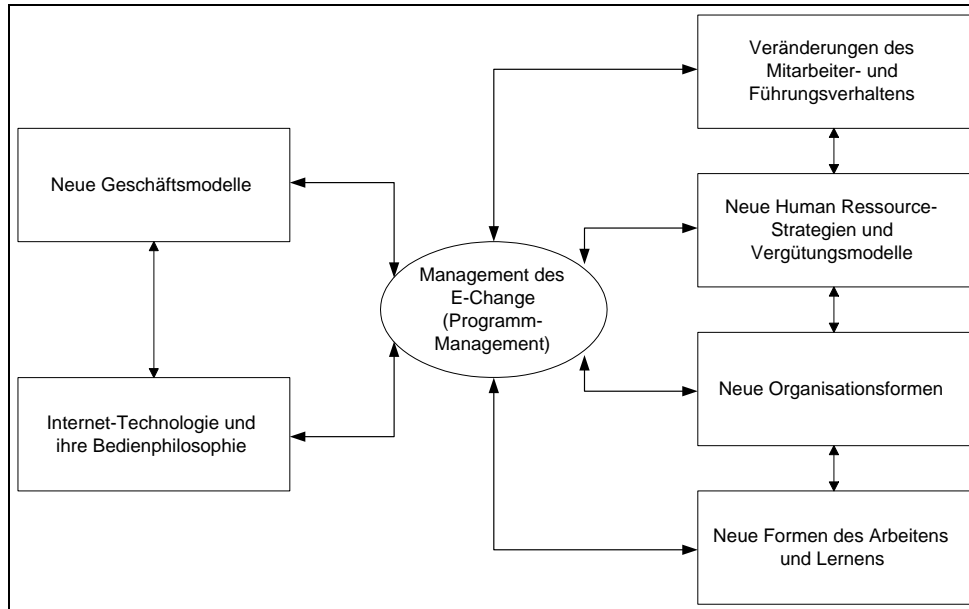 Veränderungen des
Mitarbeiter- und
Führungsverhaltens
Neue Geschäftsmodelle
Neue Human Ressource-
Strategien und
Vergütungsmodelle
Management des
E-Change
(Programm-
Management)
Internet-Technologie und
ihre Bedienphilosophie
Neue Organisationsformen
Neue Formen des Arbeitens
und Lernens